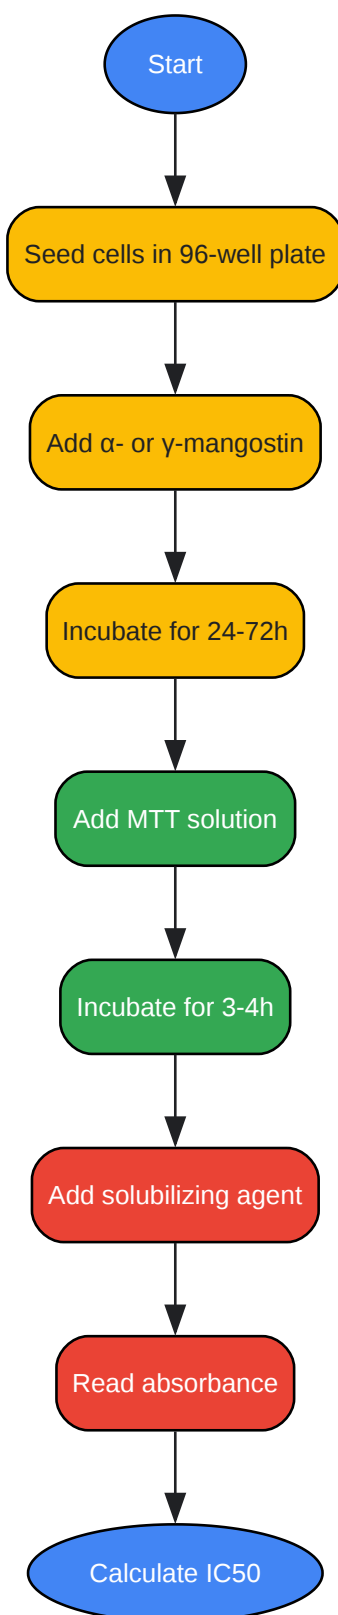 Start
Seed cells in 96-well plate
Add α- or γ-mangostin
Incubate for 24-72h
Add MTT solution
Incubate for 3-4h
Add solubilizing agent
Read absorbance
Calculate IC50